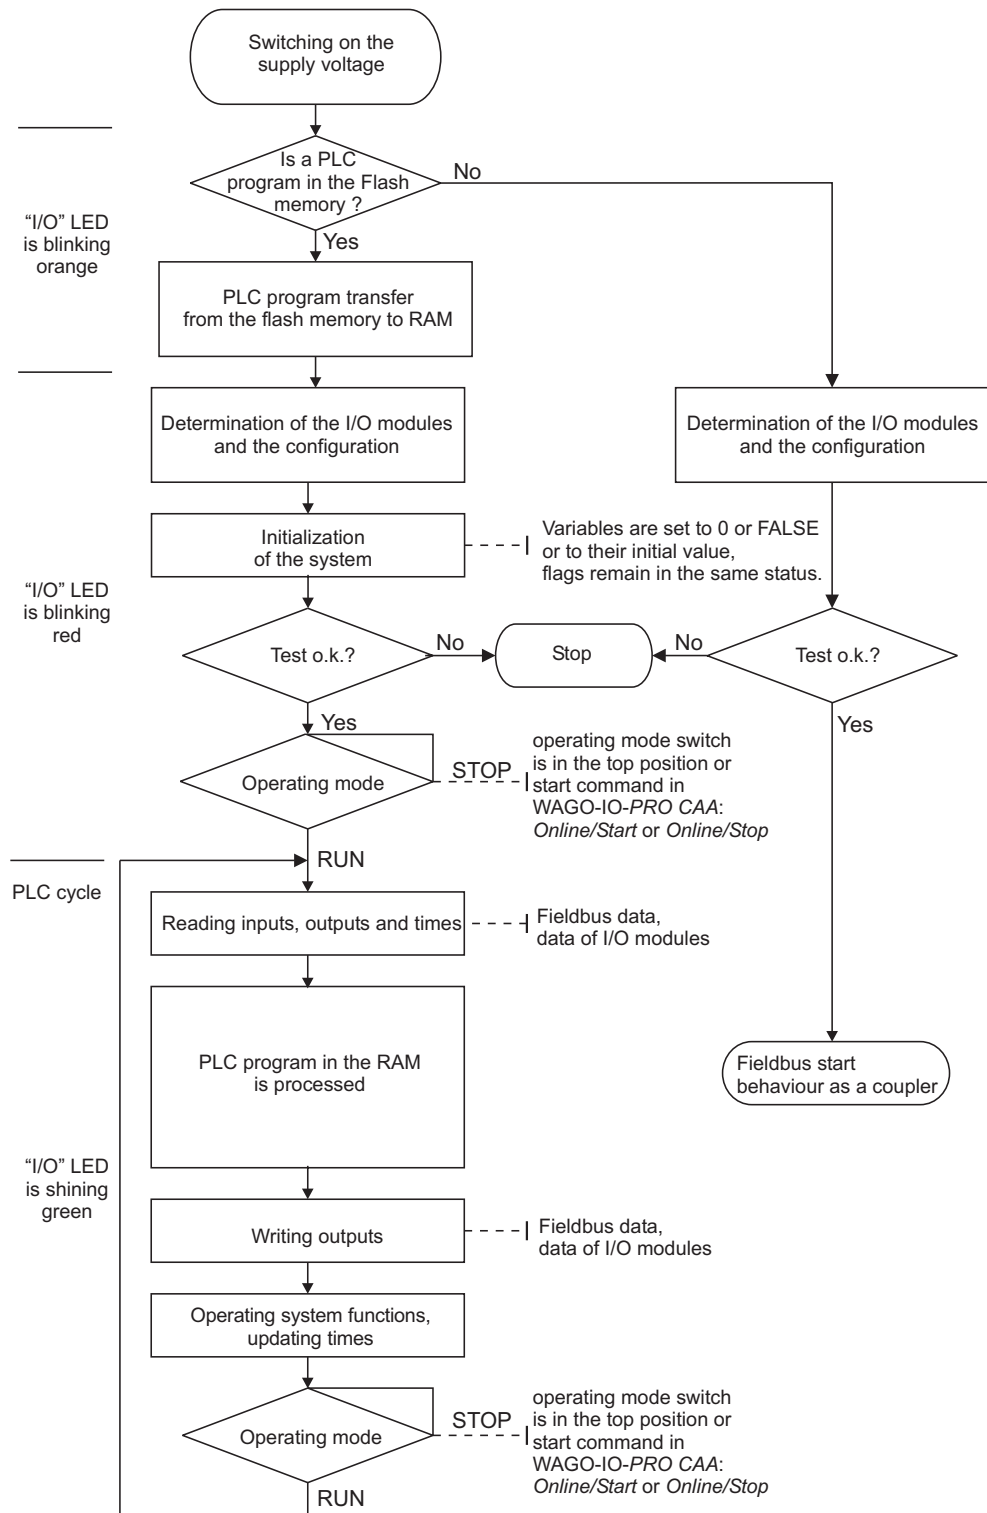 Switching on the
supply voltage
Is a PLC
program in the Flash
memory ?
No
Yes
“I/O” LED
is blinking
orange
PLC program transfer
from the flash memory to RAM
Determination of the I/O modules
and the configuration
Determination of the I/O modules
and the configuration
Initialization
of the system
Variables are set to 0 or FALSE
or to their initial value,
flags remain in the same status.
“I/O” LED
is blinking
red
Test o.k.?
No
Stop
No
Test o.k.?
Yes
Yes
Operating mode
STOP
operating mode switch
is in the top position or
start command in
WAGO-IO-PRO CAA:
Online/Start or Online/Stop
RUN
PLC cycle
Reading inputs, outputs and times
Fieldbus data,
data of I/O modules
PLC program in the RAM
is processed
Fieldbus start
behaviour as a coupler
“I/O” LED
is shining
green
Writing outputs
Fieldbus data,
data of I/O modules
Operating system functions,
updating times
Operating mode
STOP
operating mode switch
is in the top position or
start command in
WAGO-IO-PRO CAA:
Online/Start or Online/Stop
RUN